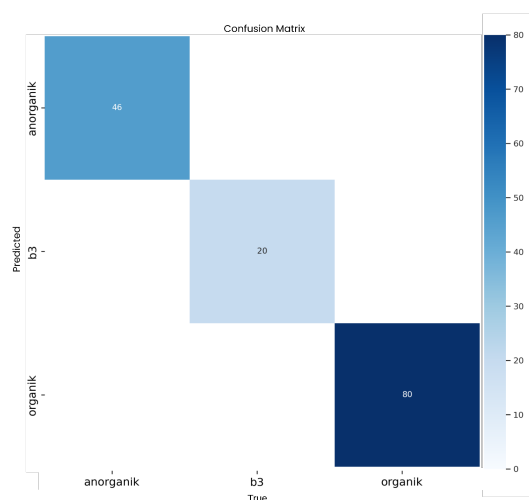 Confusion Matrix
anorganik
46
b3
20
organik
80
Predicted
anorganik b3 organik
True
80
70
60
50
40
30
20
10
0